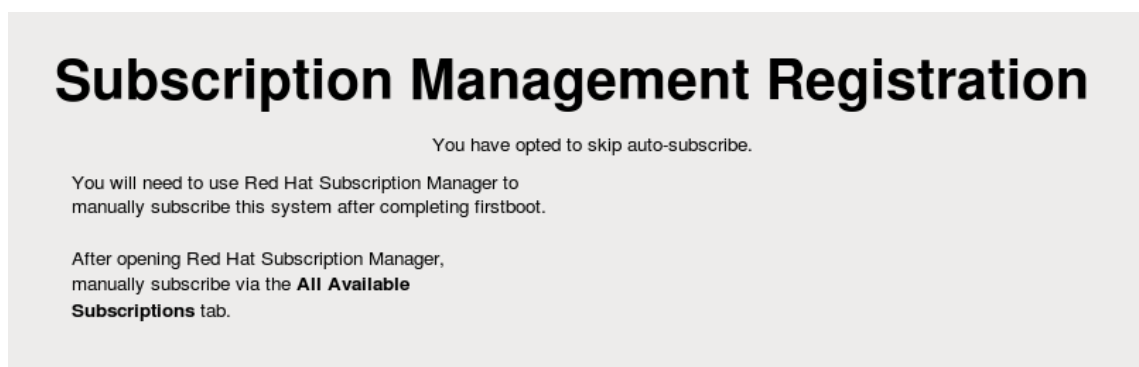 Subscription Management Registration
You have opted to skip auto-subscribe.
You will need to use Red Hat Subscription Manager to
manually subscribe this system after completing firstboot.
After opening Red Hat Subscription Manager,
manually subscribe via the All Available
Subscriptions tab.